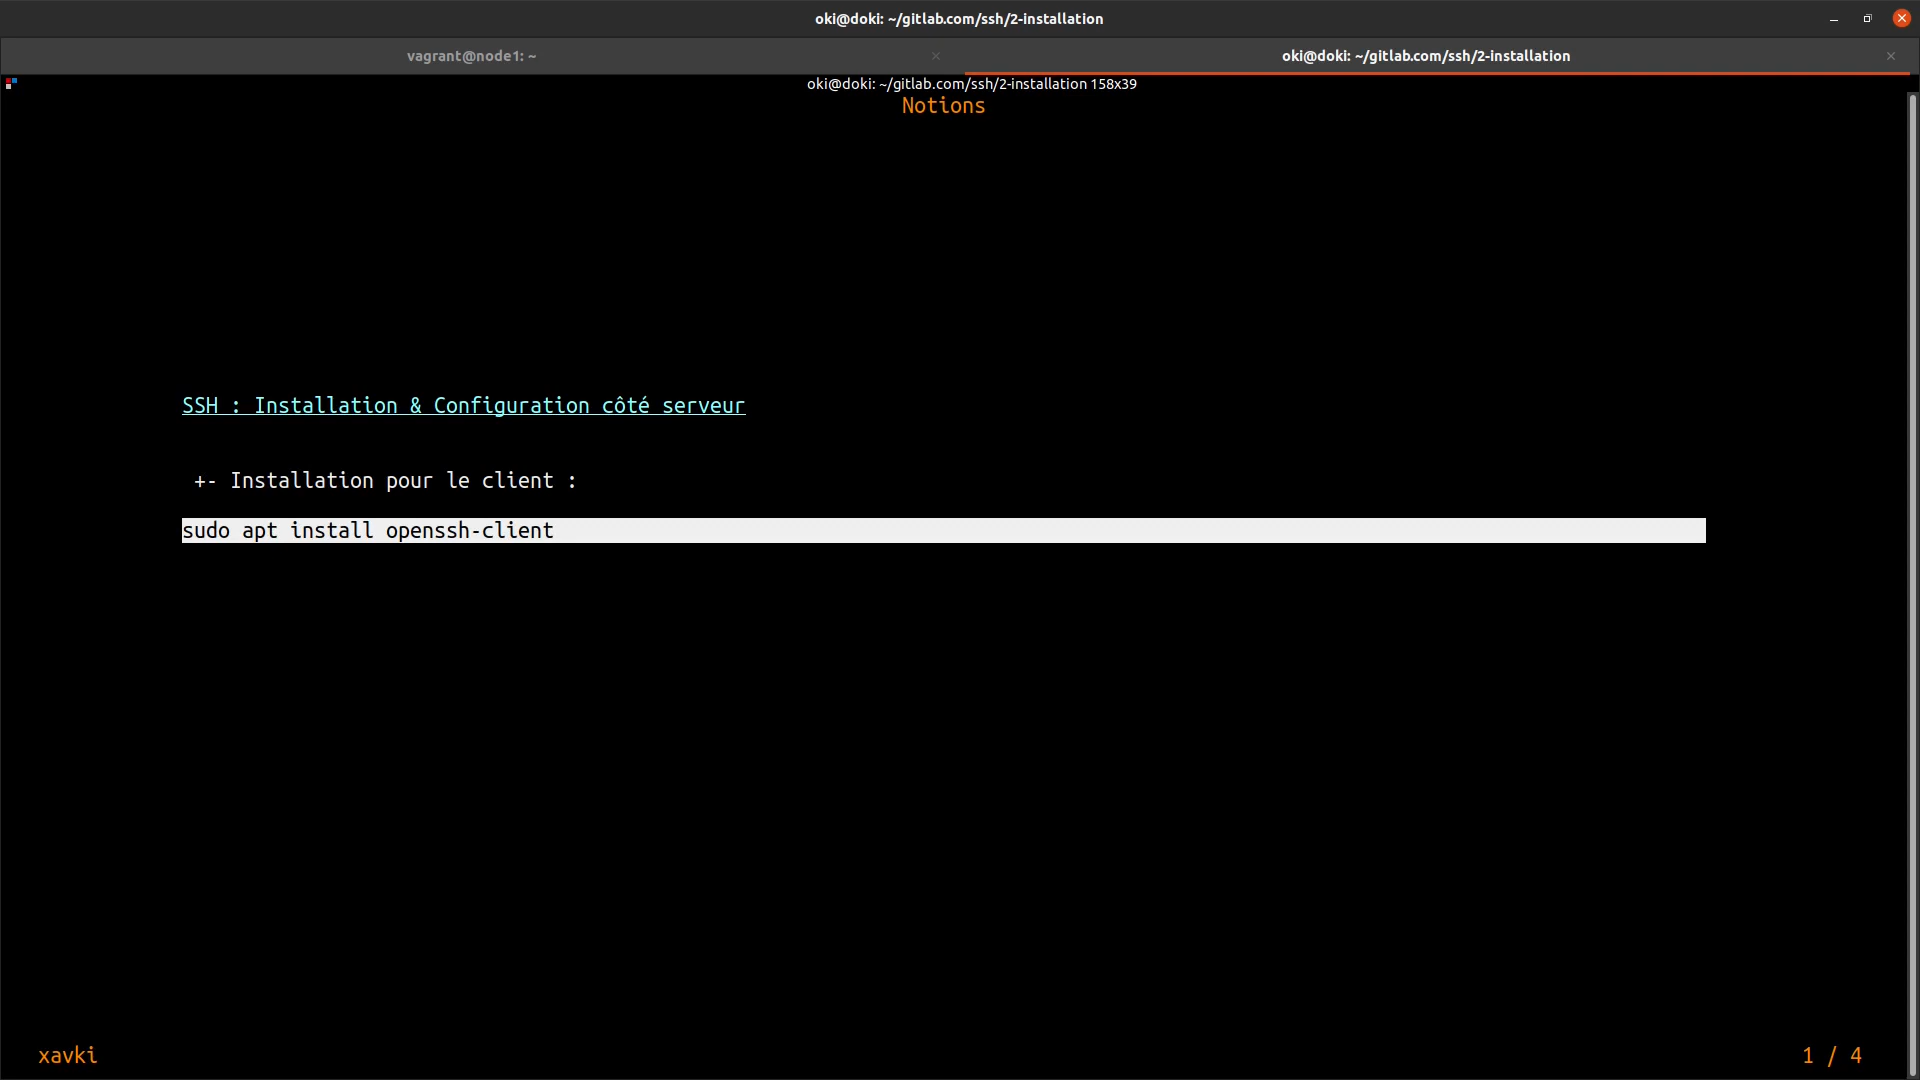 oki@doki: ~/gitlab.com/ssh/2-installation
vagrant@node1: ~
oki@doki: ~/gitlab.com/ssh/2-installation
oki@doki: ~/gitlab.com/ssh/2-installation 158x39
Notions
SSH : Installation & Configuration côté serveur
+- Installation pour le client :
sudo apt install openssh-client
xavki
1 / 4